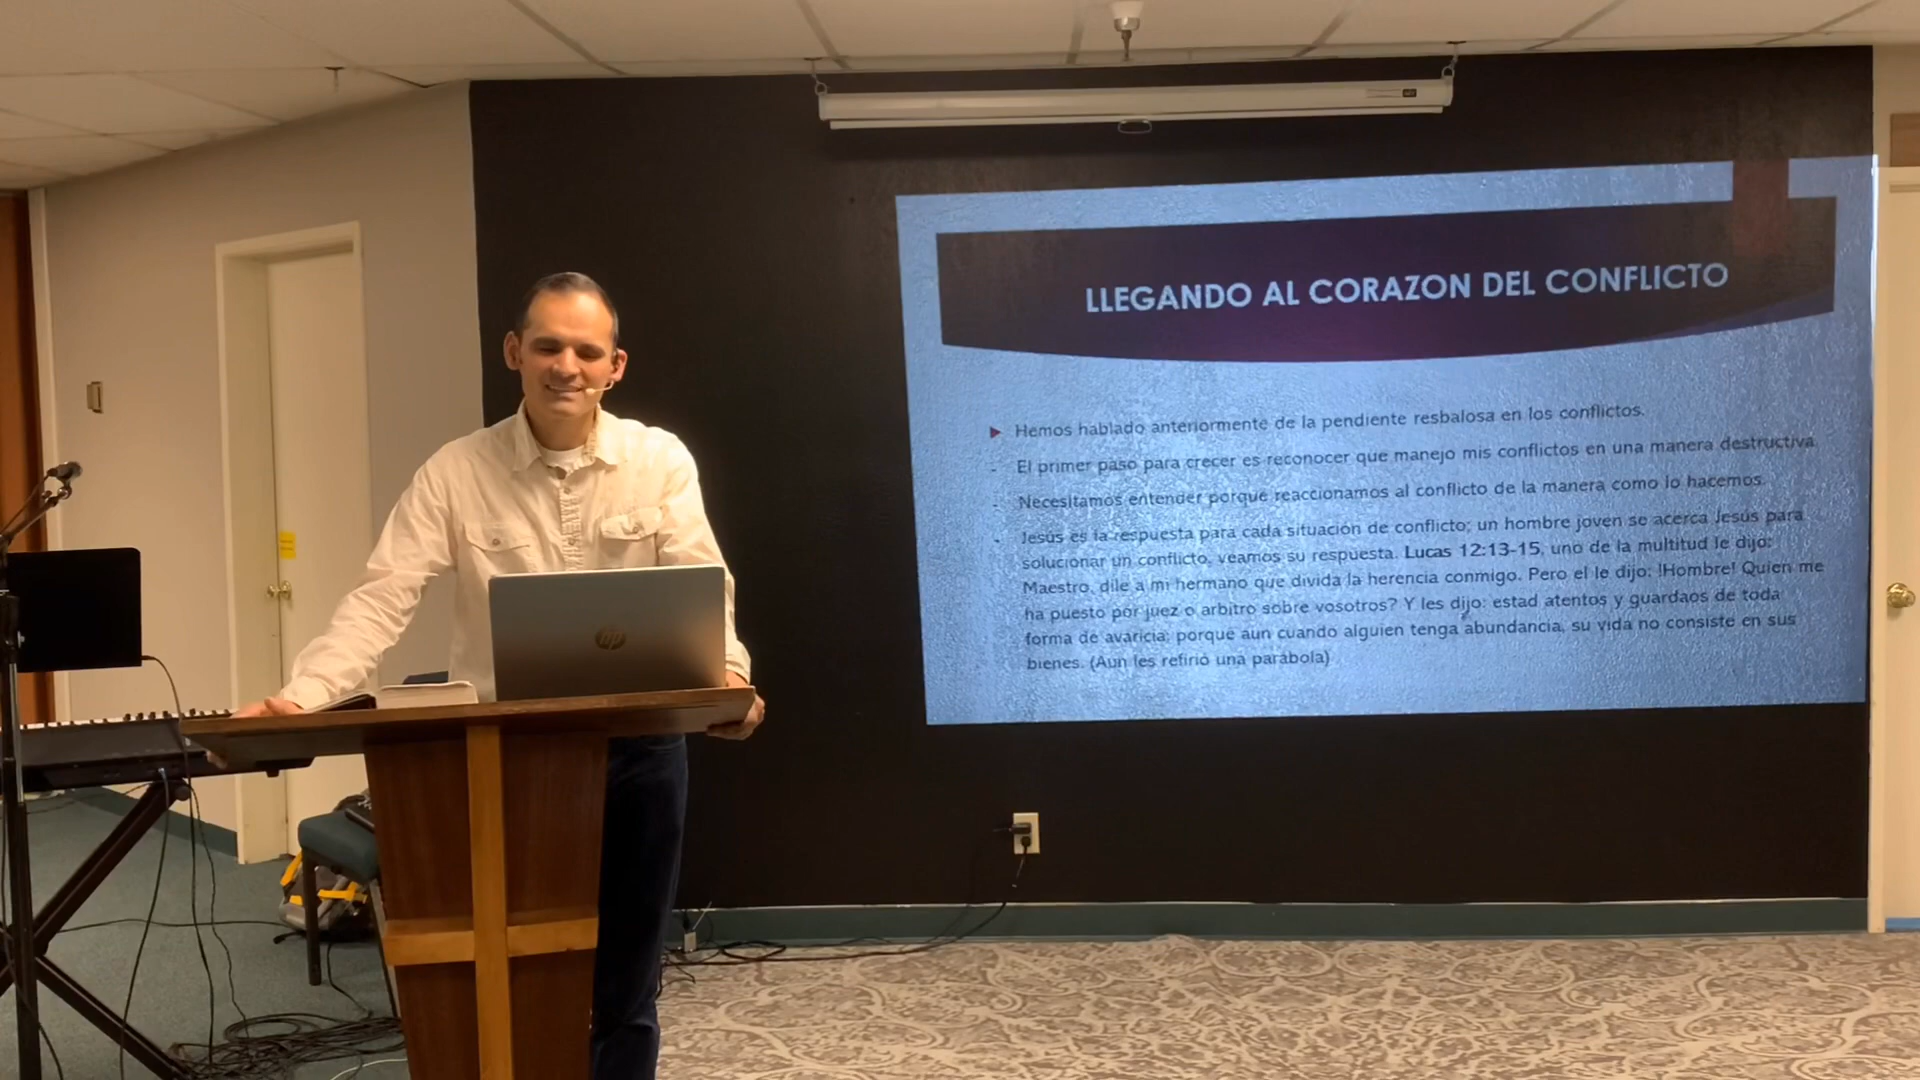 LLEGANDO AL CORAZON DEL CONFLICTO
Hemos hablado anteriormente de la pendiente resbalosa en los conflictos.
- El primer paso para crecer es reconocer que manejo mis conflictos en una manera destructiva.
- Necesitamos entender porque reaccionamos al conflicto de la manera como lo hacemos.
- Jesús es la respuesta para cada situación de conflicto; un hombre joven se acerca Jesús para
solucionar un conflicto, veamos su respuesta. Lucas 12:13-15, uno de la multitud le dijo:
Maestro, dile a mi hermano que divida la herencia conmigo. Pero el le dijo: !Hombre! Quien me
ha puesto por juez o arbitro sobre vosotros? Y les dijo: estad atentos y guardaos de toda
forma de avaricia; porque aun cuando alguien tenga abundancia, su vida no consiste en sus
bienes. (Aun les refirió una parábola)
hp